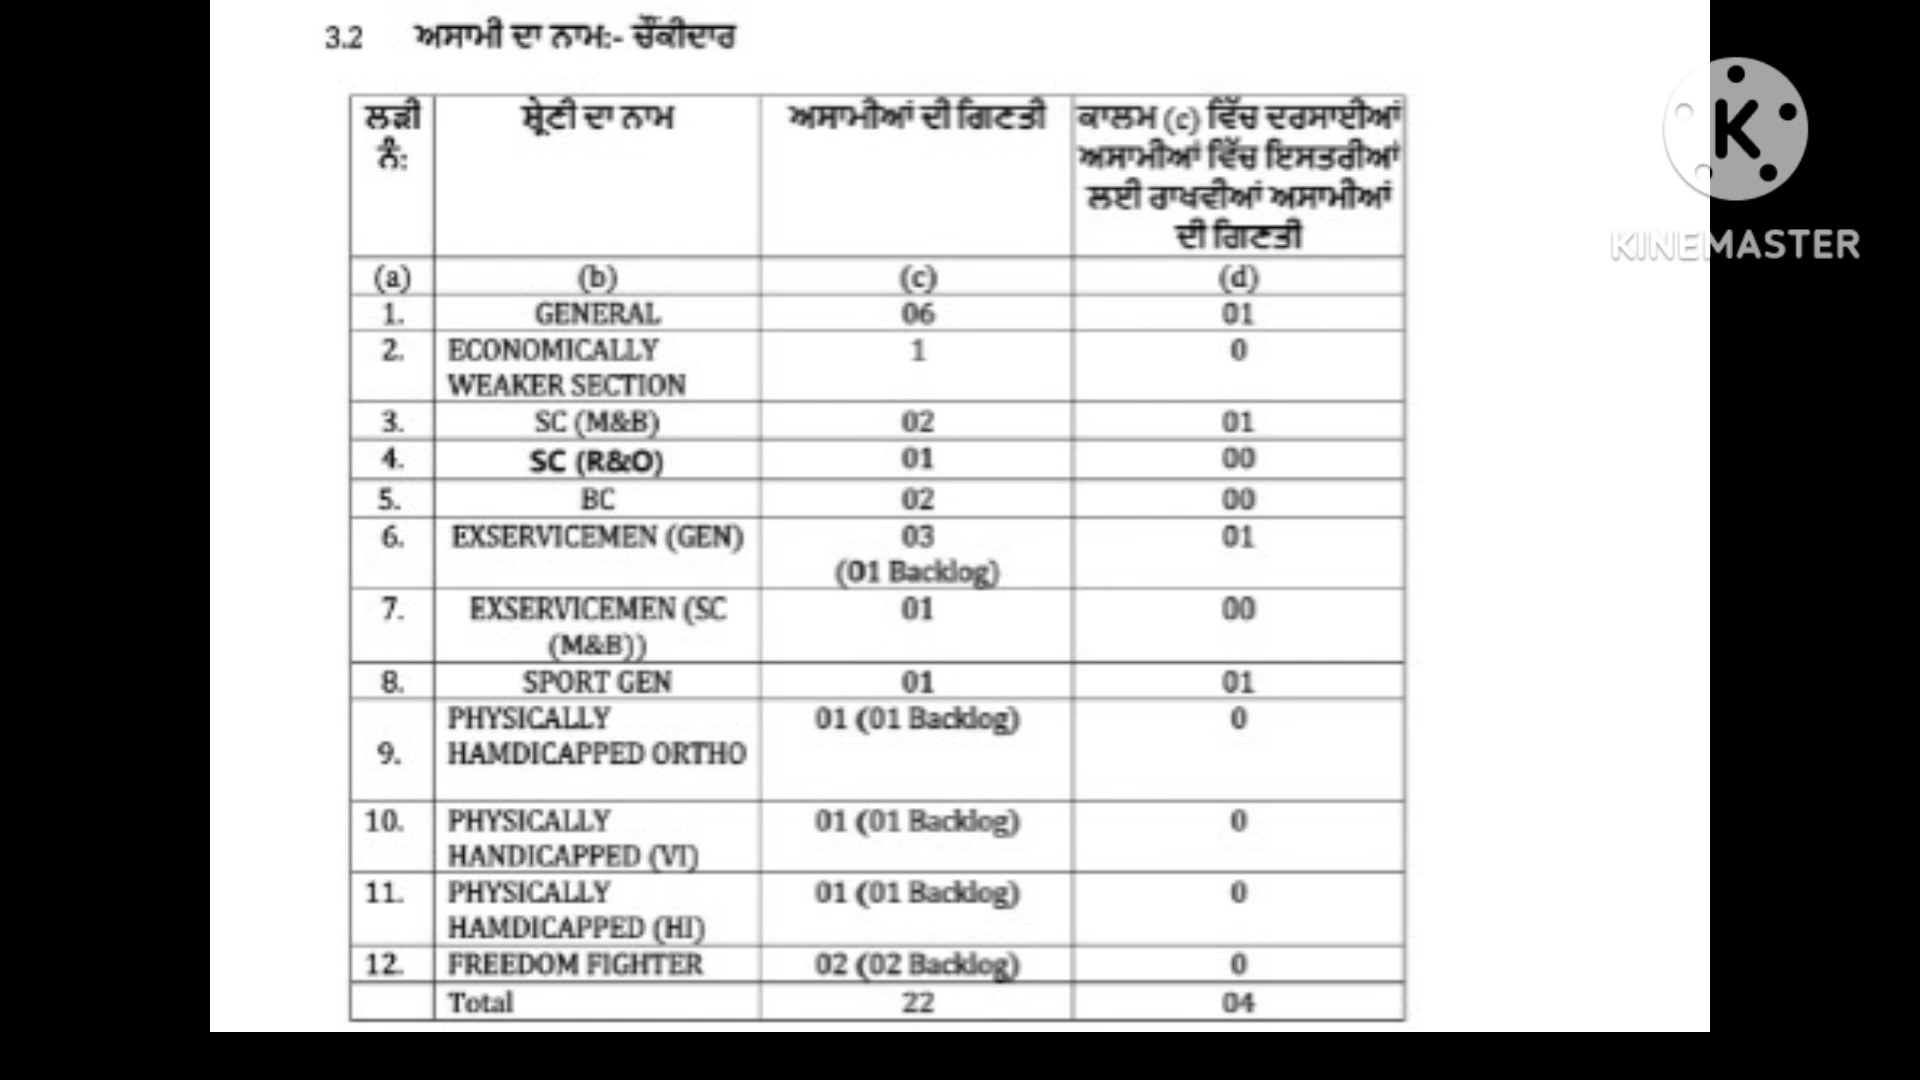 3.2 ਅਸਾਮੀ ਦਾ ਨਾਮ:- ਚੌਂਕੀਦਾਰ
ਲੜੀ ਨੰ: ਸ਼੍ਰੇਣੀ ਦਾ ਨਾਮ ਅਸਾਮੀਆਂ ਦੀ ਗਿਣਤੀ ਕਾਲਮ (c) ਵਿੱਚ ਦਰਸਾਈਆਂ
ਅਸਾਮੀਆਂ ਵਿੱਚ ਇਸਤਰੀਆਂ
ਲਈ ਰਾਖਵੀਆਂ ਅਸਾਮੀਆਂ
ਦੀ ਗਿਣਤੀ
(a) (b) (c) (d)
1. GENERAL 06 01
2. ECONOMICALLY 1 0
WEAKER SECTION
3. SC (M&B) 02 01
4. SC (R&O) 01 00
5. BC 02 00
6. EXSERVICEMEN (GEN) 03 01
(01 Backlog)
7. EXSERVICEMEN (SC 01 00
(M&B))
8. SPORT GEN 01 01
PHYSICALLY 01 (01 Backlog) 0
9. HAMDICAPPED ORTHO
10. PHYSICALLY 01 (01 Backlog) 0
HANDICAPPED (VI)
11. PHYSICALLY 01 (01 Backlog) 0
HAMDICAPPED (HI)
12. FREEDOM FIGHTER 02 (02 Backlog) 0
Total 22 04
K
KINEMASTER